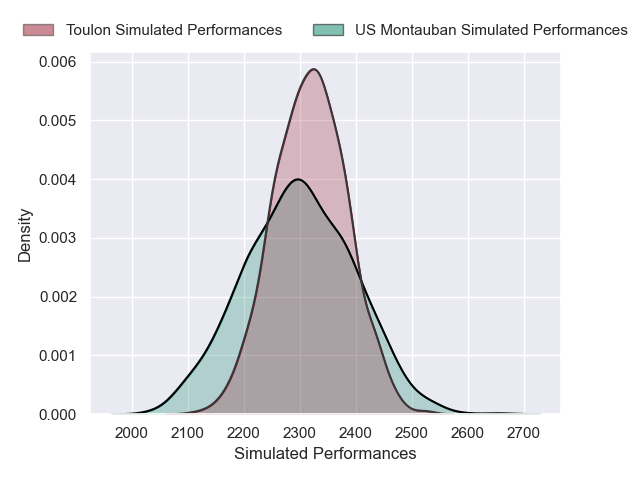 Toulon Simulated Performances US Montauban Simulated Performances
0.006
0.005
0.004
0.003
0.002
0.001
0.000
Density
2000 2100 2200 2300 2400 2500 2600 2700
Simulated Performances